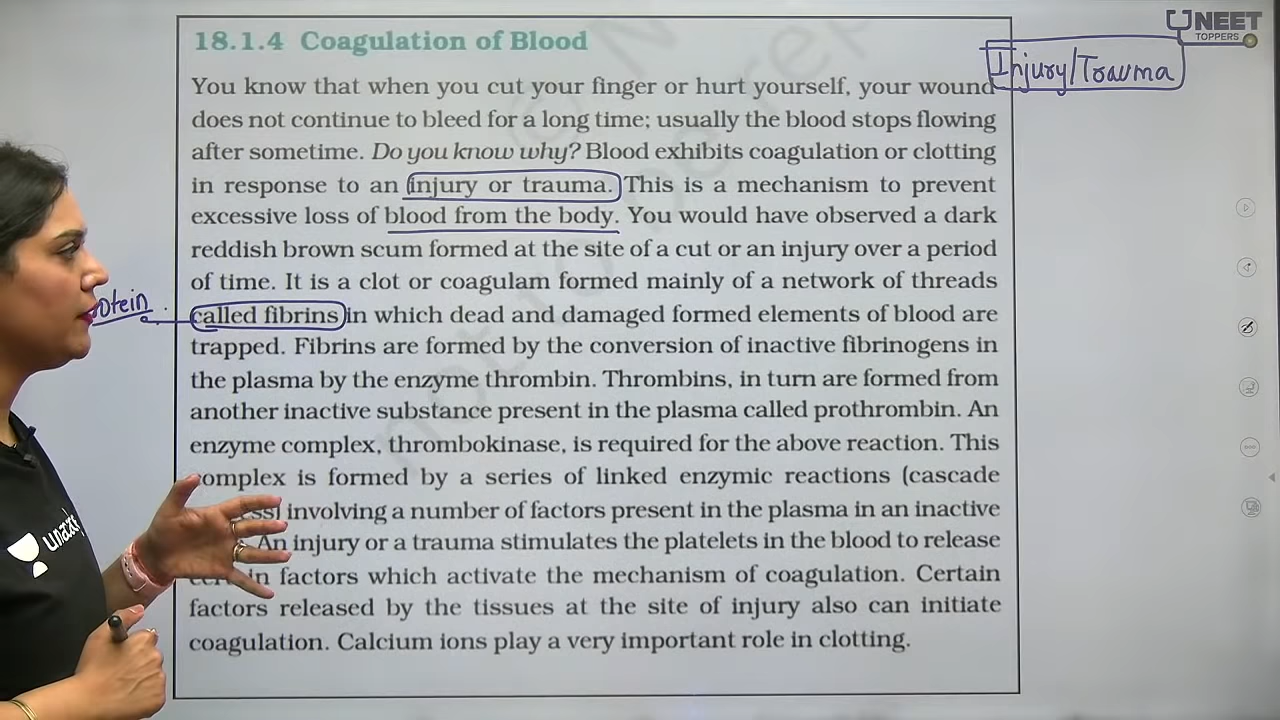 NEET
TOPPERS
Injury/Trauma
18.1.4 Coagulation of Blood
You know that when you cut your finger or hurt yourself, your wound
does not continue to bleed for a long time; usually the blood stops flowing
after sometime. Do you know why? Blood exhibits coagulation or clotting
in response to an injury or trauma. This is a mechanism to prevent
excessive loss of blood from the body. You would have observed a dark
reddish brown scum formed at the site of a cut or an injury over a period
of time. It is a clot or coagulam formed mainly of a network of threads
called fibrins in which dead and damaged formed elements of blood are
trapped. Fibrins are formed by the conversion of inactive fibrinogens in
the plasma by the enzyme thrombin. Thrombins, in turn are formed from
another inactive substance present in the plasma called prothrombin. An
enzyme complex, thrombokinase, is required for the above reaction. This
complex is formed by a series of linked enzymic reactions (cascade
involving a number of factors present in the plasma in an inactive
An injury or a trauma stimulates the platelets in the blood to release
factors which activate the mechanism of coagulation. Certain
factors released by the tissues at the site of injury also can initiate
coagulation. Calcium ions play a very important role in clotting.